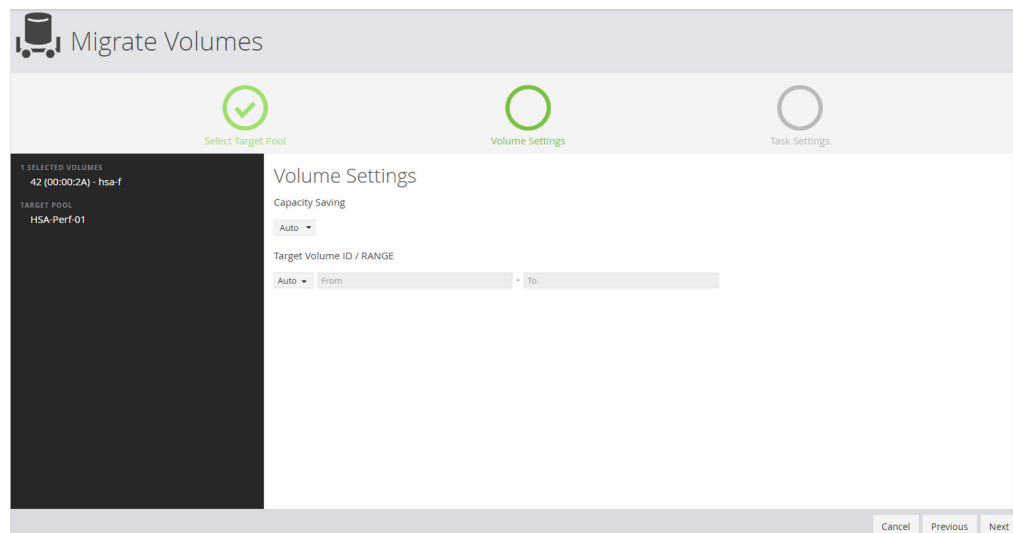 Migrate Volumes
Select Target Pool
Volume Settings
Task Settings
1 SELECTED VOLUMES
42 (00:00:2A) - hsa-f
TARGET POOL
HSA-Perf-01
Volume Settings
Capacity Saving
Auto
Target Volume ID / RANGE
Auto From - To
Cancel Previous Next